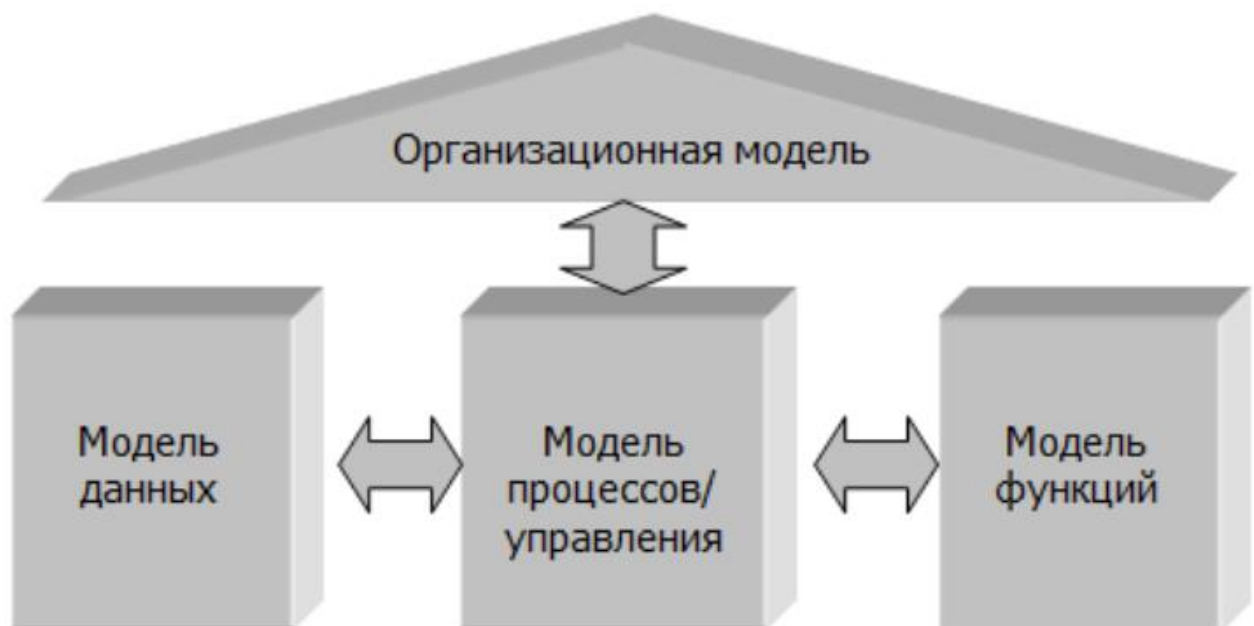 Организационная модель
Модель
данных
Модель
процессов/
управления
Модель
функций